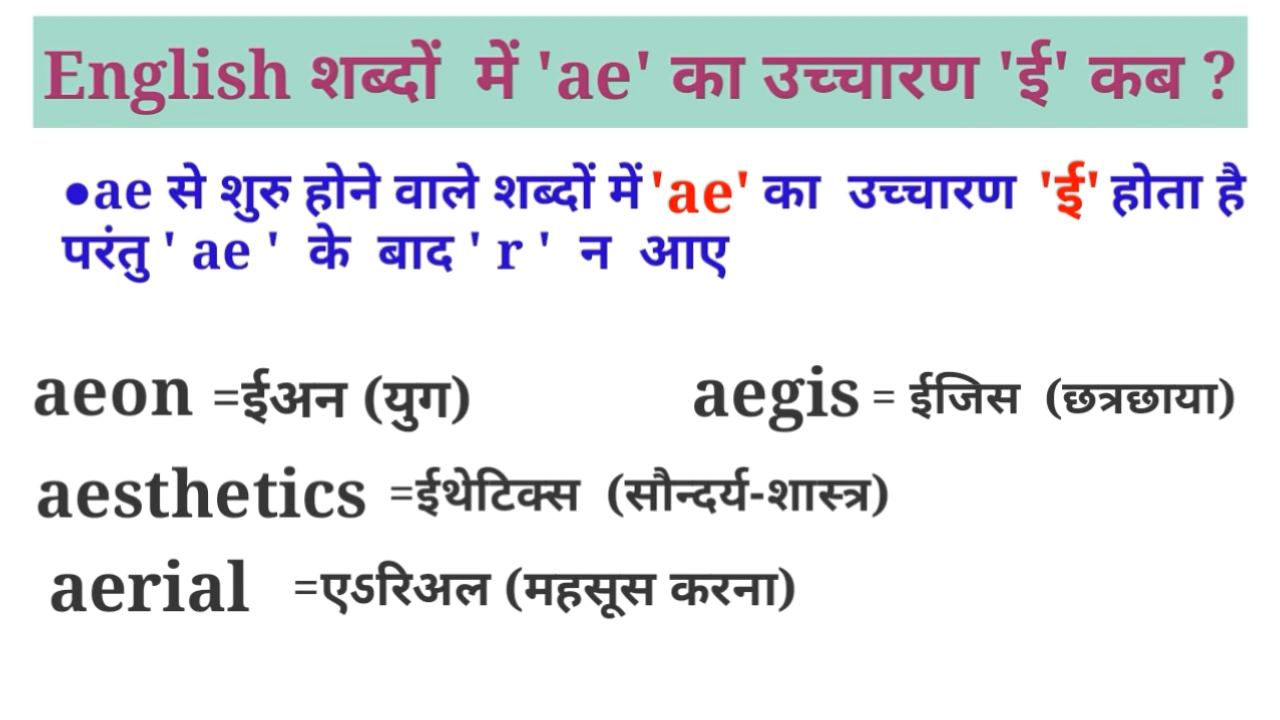 English शब्दों में 'ae' का उच्चारण 'ई' कब ?
●ae से शुरु होने वाले शब्दों में 'ae' का उच्चारण 'ई' होता है
परंतु ' ae ' के बाद ' r ' न आए
aeon =ईअन (युग) aegis = ईजिस (छत्रछाया)
aesthetics =ईथेटिक्स (सौन्दर्य-शास्त्र)
aerial =एऽरिअल (महसूस करना)